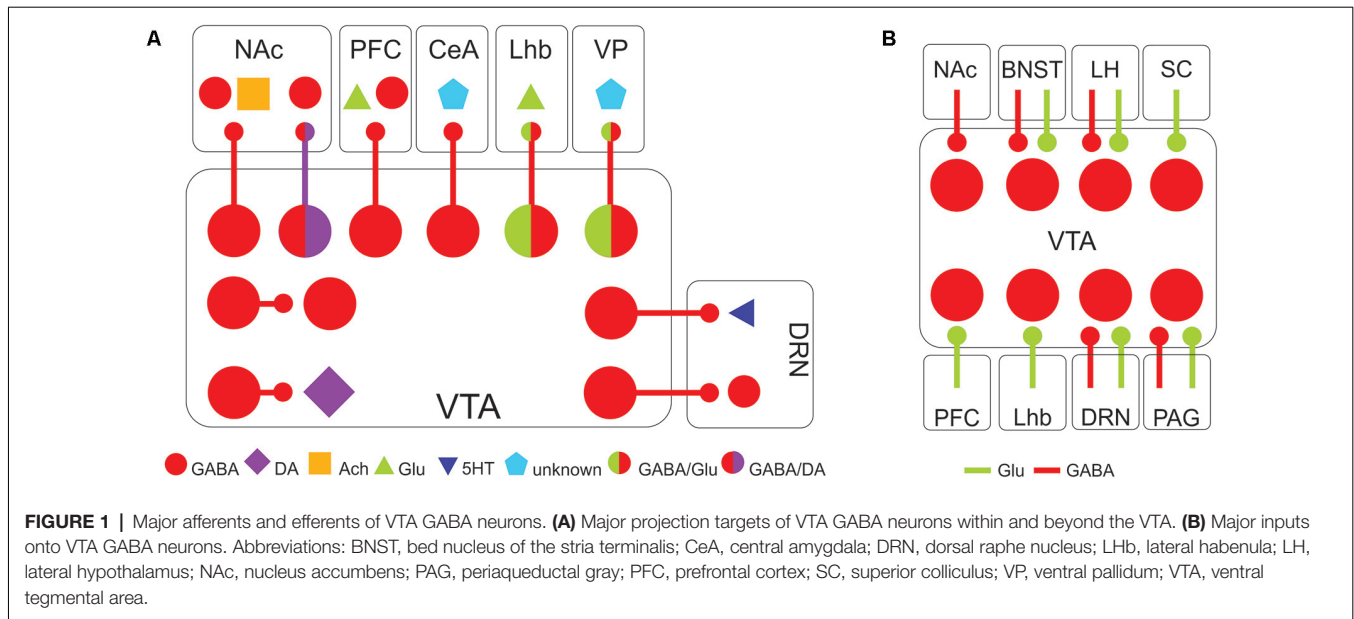 A
NAc PFC CeA Lhb VP
VTA
DRN
GABA DA Ach Glu 5HT unknown GABA/Glu GABA/DA
B
NAc BNST LH SC
VTA
PFC Lhb DRN PAG
Glu GABA
FIGURE 1 | Major afferents and efferents of VTA GABA neurons. (A) Major projection targets of VTA GABA neurons within and beyond the VTA. (B) Major inputs
onto VTA GABA neurons. Abbreviations: BNST, bed nucleus of the stria terminalis; CeA, central amygdala; DRN, dorsal raphe nucleus; LHb, lateral habenula; LH,
lateral hypothalamus; NAc, nucleus accumbens; PAG, periaqueductal gray; PFC, prefrontal cortex; SC, superior colliculus; VP, ventral pallidum; VTA, ventral
tegmental area.